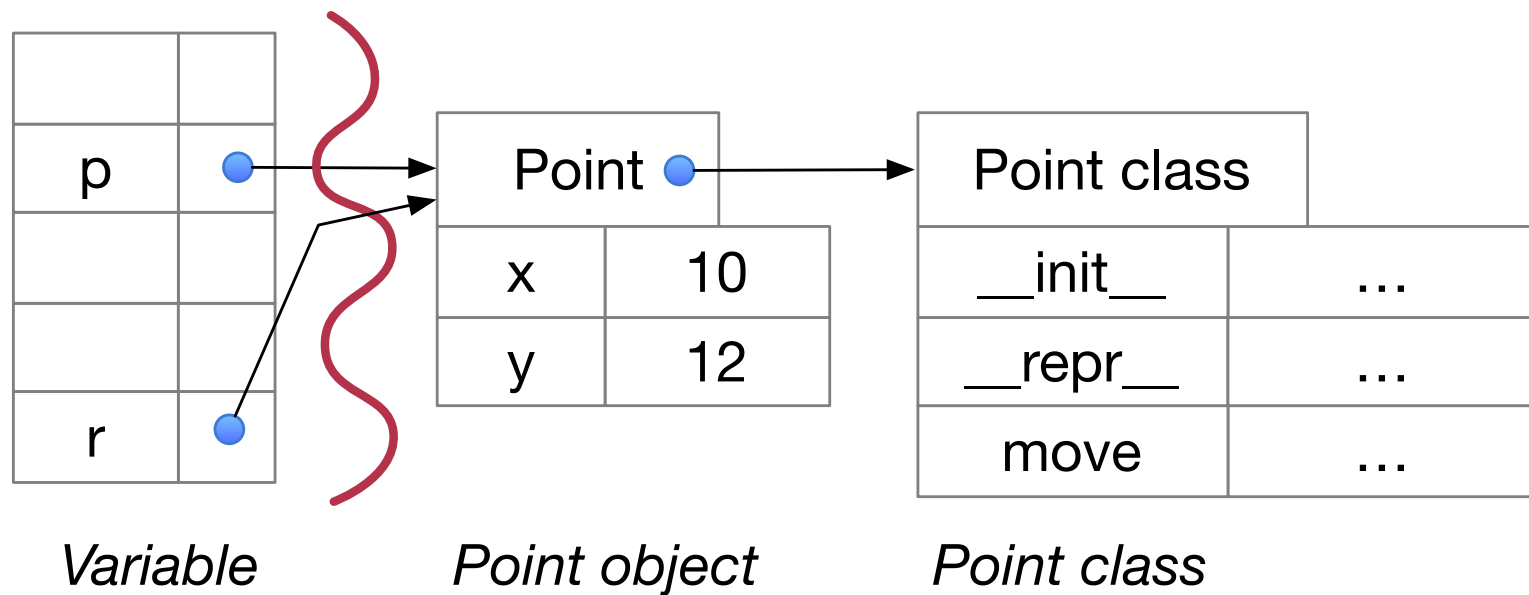 p
r
Variable
Point
x 10
y 12
Point object
Point class
__init__ ...
__repr__ ...
move ...
Point class